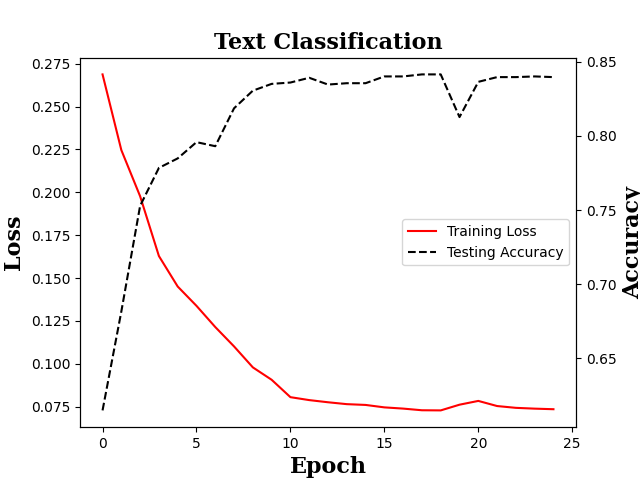 Text Classification
0.275
0.250
0.225
0.200
0.175
0.150
0.125
0.100
0.075
Loss
0.85
0.80
0.75
0.70
0.65
Accuracy
Training Loss
Testing Accuracy
0 5 10 15 20 25
Epoch